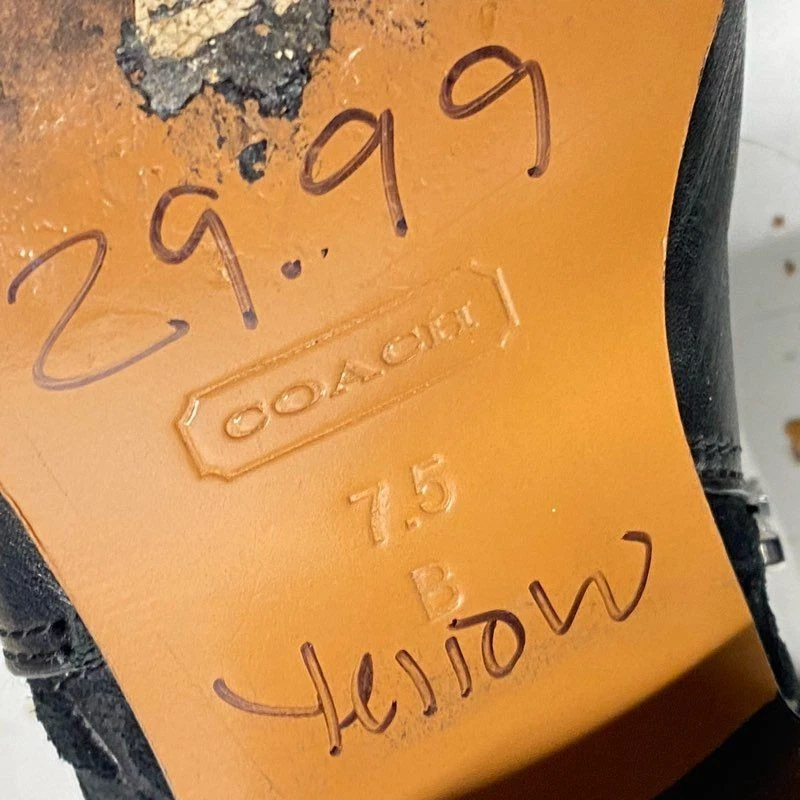 29.99
COACH
7.5
B
Yellow